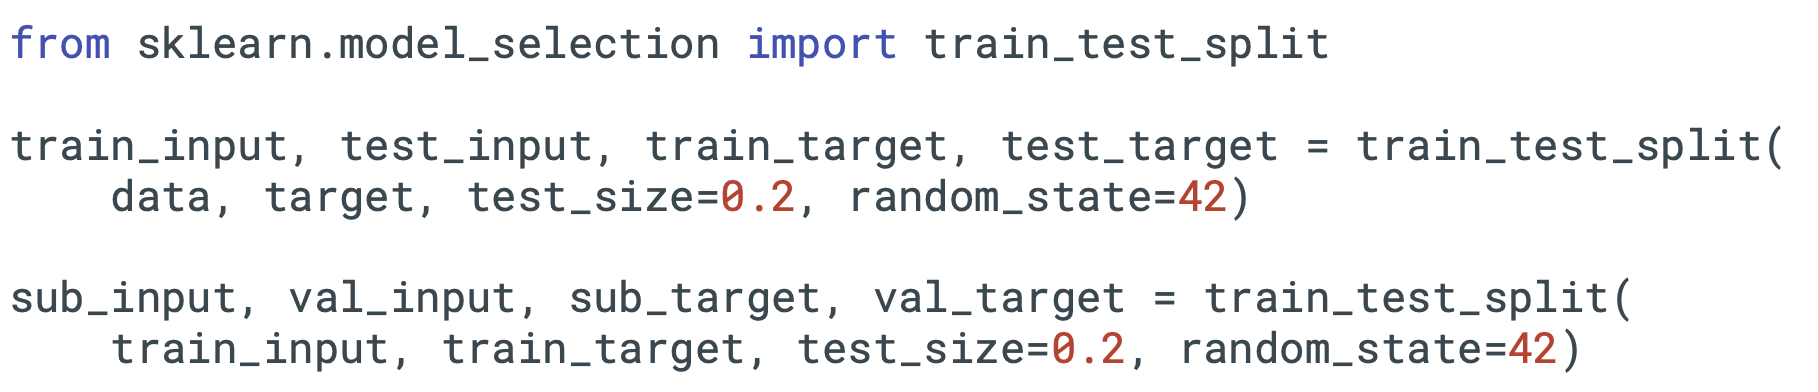 from sklearn.model_selection import train_test_split
train_input, test_input, train_target, test_target = train_test_split(
    data, target, test_size=0.2, random_state=42)
sub_input, val_input, sub_target, val_target = train_test_split(
    train_input, train_target, test_size=0.2, random_state=42)